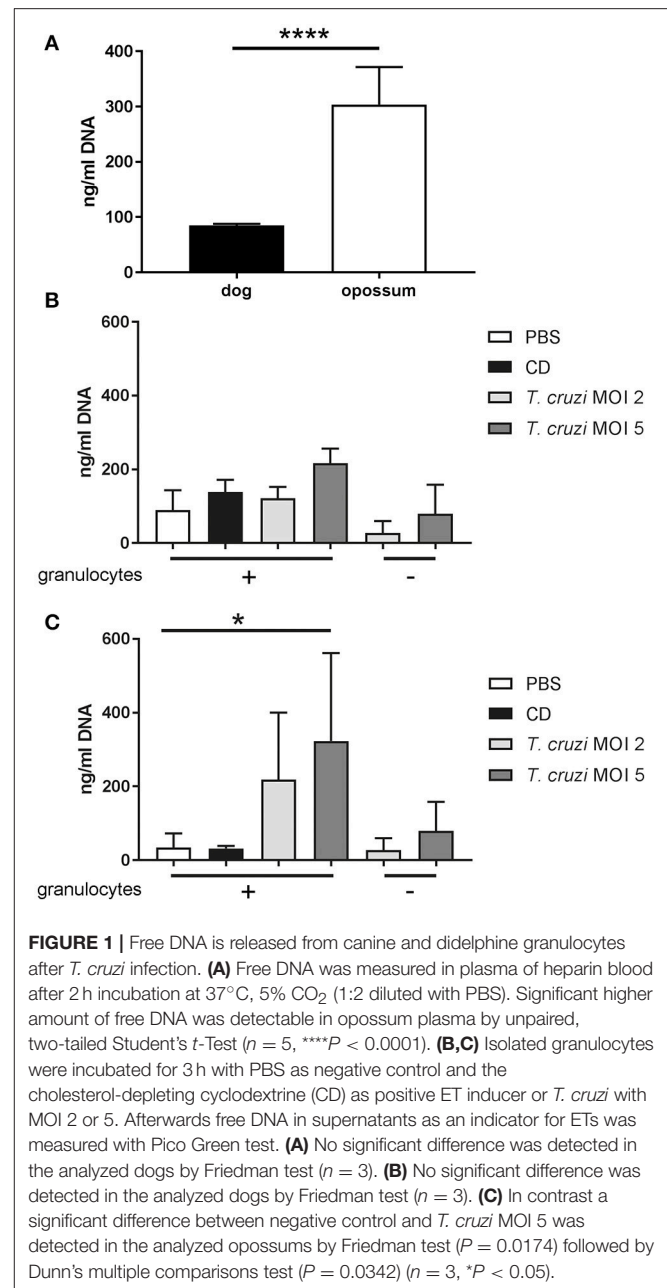 A
****
400
300
200
100
0
ng/ml DNA
dog opossum
B
600
400
200
0
ng/ml DNA
PBS
CD
T. cruzi MOI 2
T. cruzi MOI 5
granulocytes + -
C
*
600
400
200
0
ng/ml DNA
PBS
CD
T. cruzi MOI 2
T. cruzi MOI 5
granulocytes + -
FIGURE 1 | Free DNA is released from canine and didelphine granulocytes
after T. cruzi infection. (A) Free DNA was measured in plasma of heparin blood
after 2 h incubation at 37°C, 5% CO₂ (1:2 diluted with PBS). Significant higher
amount of free DNA was detectable in opossum plasma by unpaired,
two-tailed Student's t-Test (n = 5, ****P < 0.0001). (B,C) Isolated granulocytes
were incubated for 3 h with PBS as negative control and the
cholesterol-depleting cyclodextrine (CD) as positive ET inducer or T. cruzi with
MOI 2 or 5. Afterwards free DNA in supernatants as an indicator for ETs was
measured with Pico Green test. (A) No significant difference was detected in
the analyzed dogs by Friedman test (n = 3). (B) No significant difference was
detected in the analyzed dogs by Friedman test (n = 3). (C) In contrast a
significant difference between negative control and T. cruzi MOI 5 was
detected in the analyzed opossums by Friedman test (P = 0.0174) followed by
Dunn's multiple comparisons test (P = 0.0342) (n = 3, *P < 0.05).